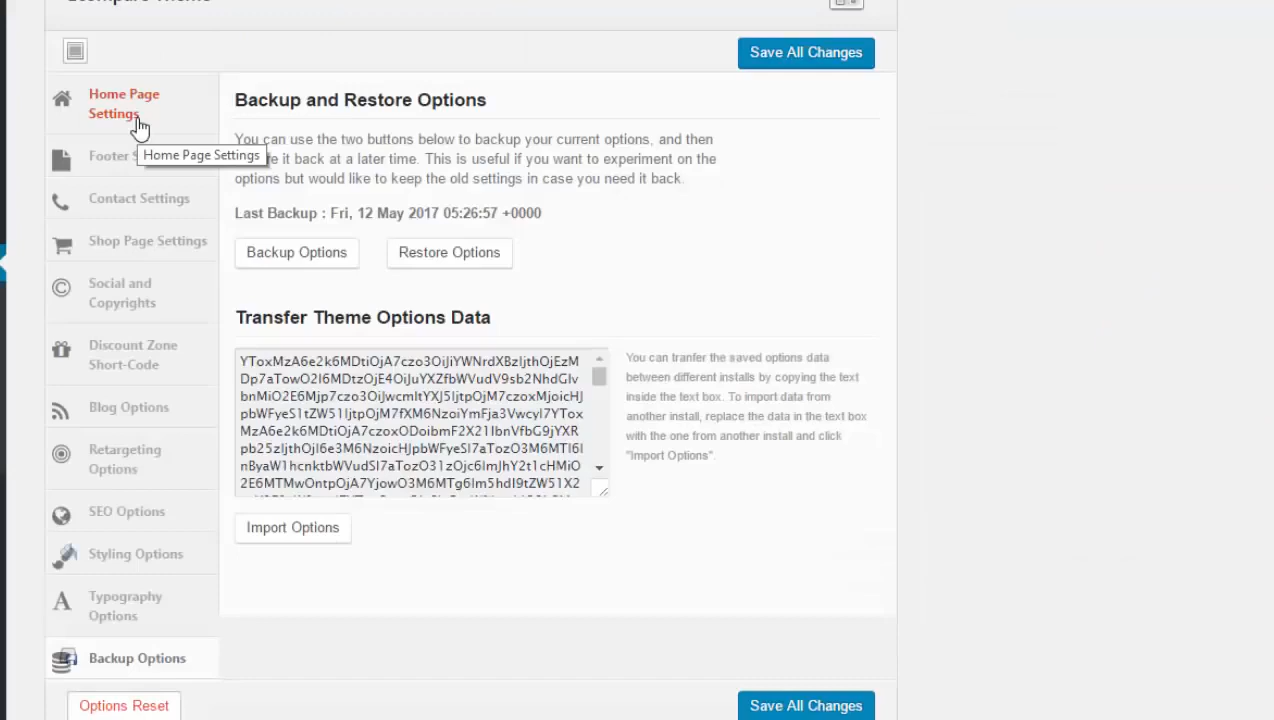 Save All Changes
Home Page
Settings
Home Page Settings
Footer
Contact Settings
Shop Page Settings
Social and
Copyrights
Discount Zone
Short-Code
Blog Options
Retargeting
Options
SEO Options
Styling Options
Typography
Options
Backup Options
Backup and Restore Options
You can use the two buttons below to backup your current options, and then
it back at a later time. This is useful if you want to experiment on the
options but would like to keep the old settings in case you need it back.
Last Backup : Fri, 12 May 2017 05:26:57 +0000
Backup Options Restore Options
Transfer Theme Options Data
You can tranfer the saved options data
between different installs by copying the text
inside the text box. To import data from
another install, replace the data in the text box
with the one from another install and click
"Import Options".
Import Options
Options Reset
Save All Changes